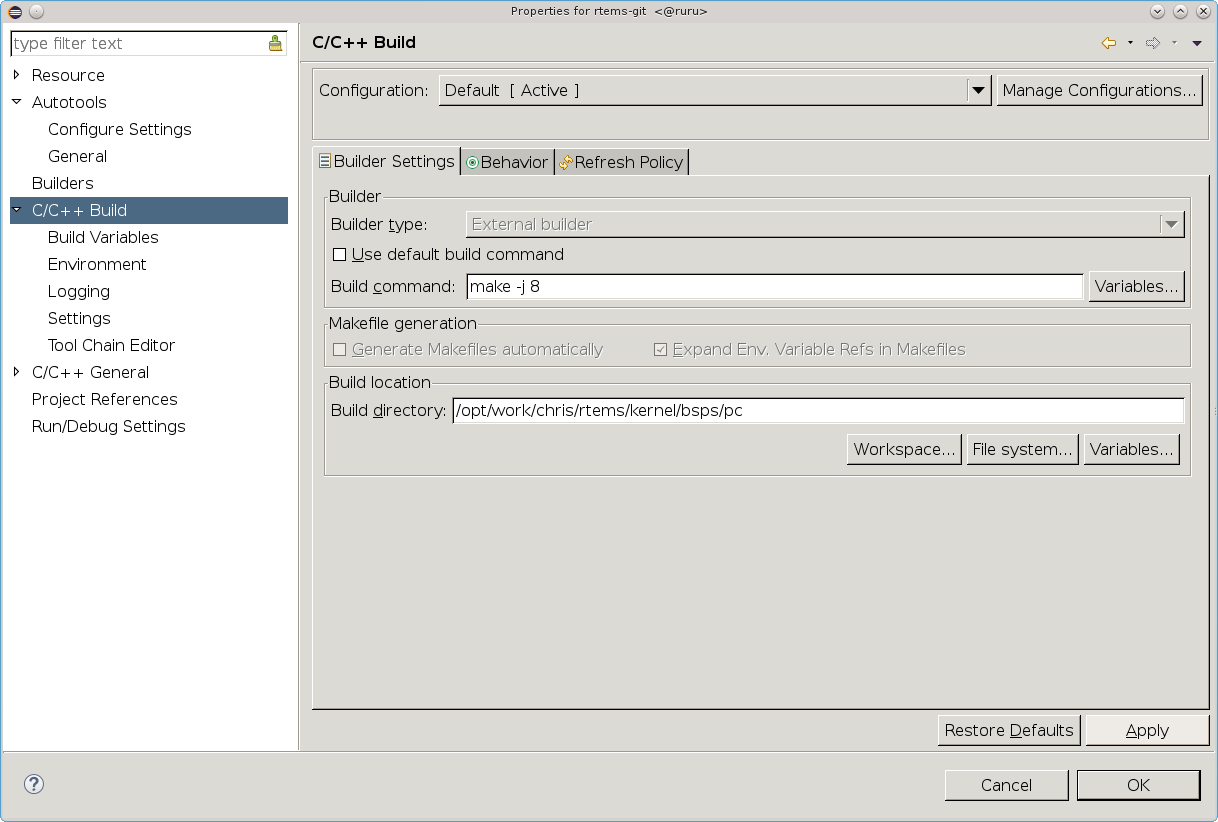 Properties for rtems-git <@ruru>
type filter text
Resource
Autotools
Configure Settings
General
Builders
C/C++ Build
Build Variables
Environment
Logging
Settings
Tool Chain Editor
C/C++ General
Project References
Run/Debug Settings
C/C++ Build
Configuration: Default [ Active ] Manage Configurations...
Builder Settings Behavior Refresh Policy
Builder
Builder type: External builder
Use default build command
Build command: make -j 8 Variables...
Makefile generation
Generate Makefiles automatically Expand Env. Variable Refs in Makefiles
Build location
Build directory: /opt/work/chris/rtems/kernel/bsps/pc
Workspace... File system... Variables...
Restore Defaults Apply
? Cancel OK